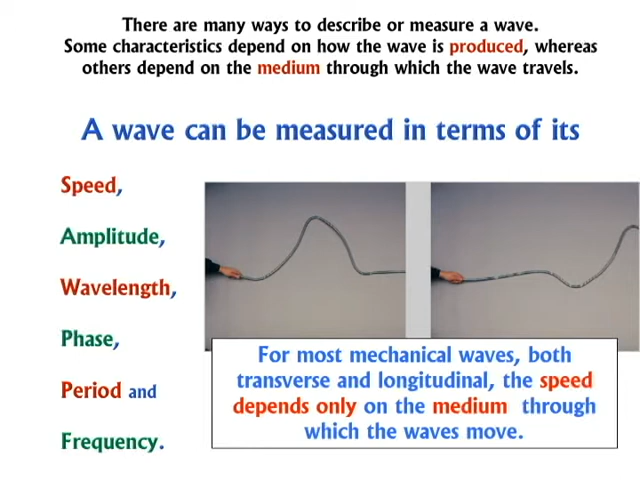 There are many ways to describe or measure a wave.
Some characteristics depend on how the wave is produced, whereas
others depend on the medium through which the wave travels.
A wave can be measured in terms of its
Speed,
Amplitude,
Wavelength,
Phase,
Period and
Frequency.
For most mechanical waves, both
transverse and longitudinal, the speed
depends only on the medium through
which the waves move.